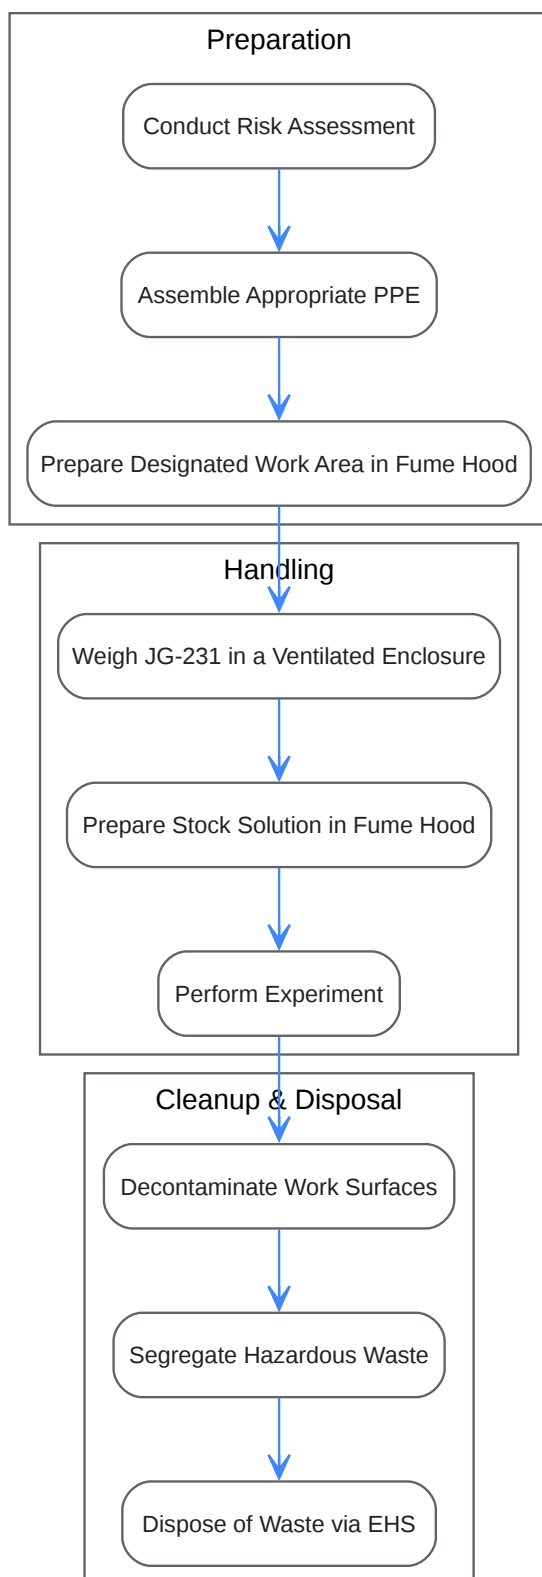 Preparation
Conduct Risk Assessment
Assemble Appropriate PPE
Prepare Designated Work Area in Fume Hood
Handling
Weigh JG-231 in a Ventilated Enclosure
Prepare Stock Solution in Fume Hood
Perform Experiment
Cleanup & Disposal
Decontaminate Work Surfaces
Segregate Hazardous Waste
Dispose of Waste via EHS